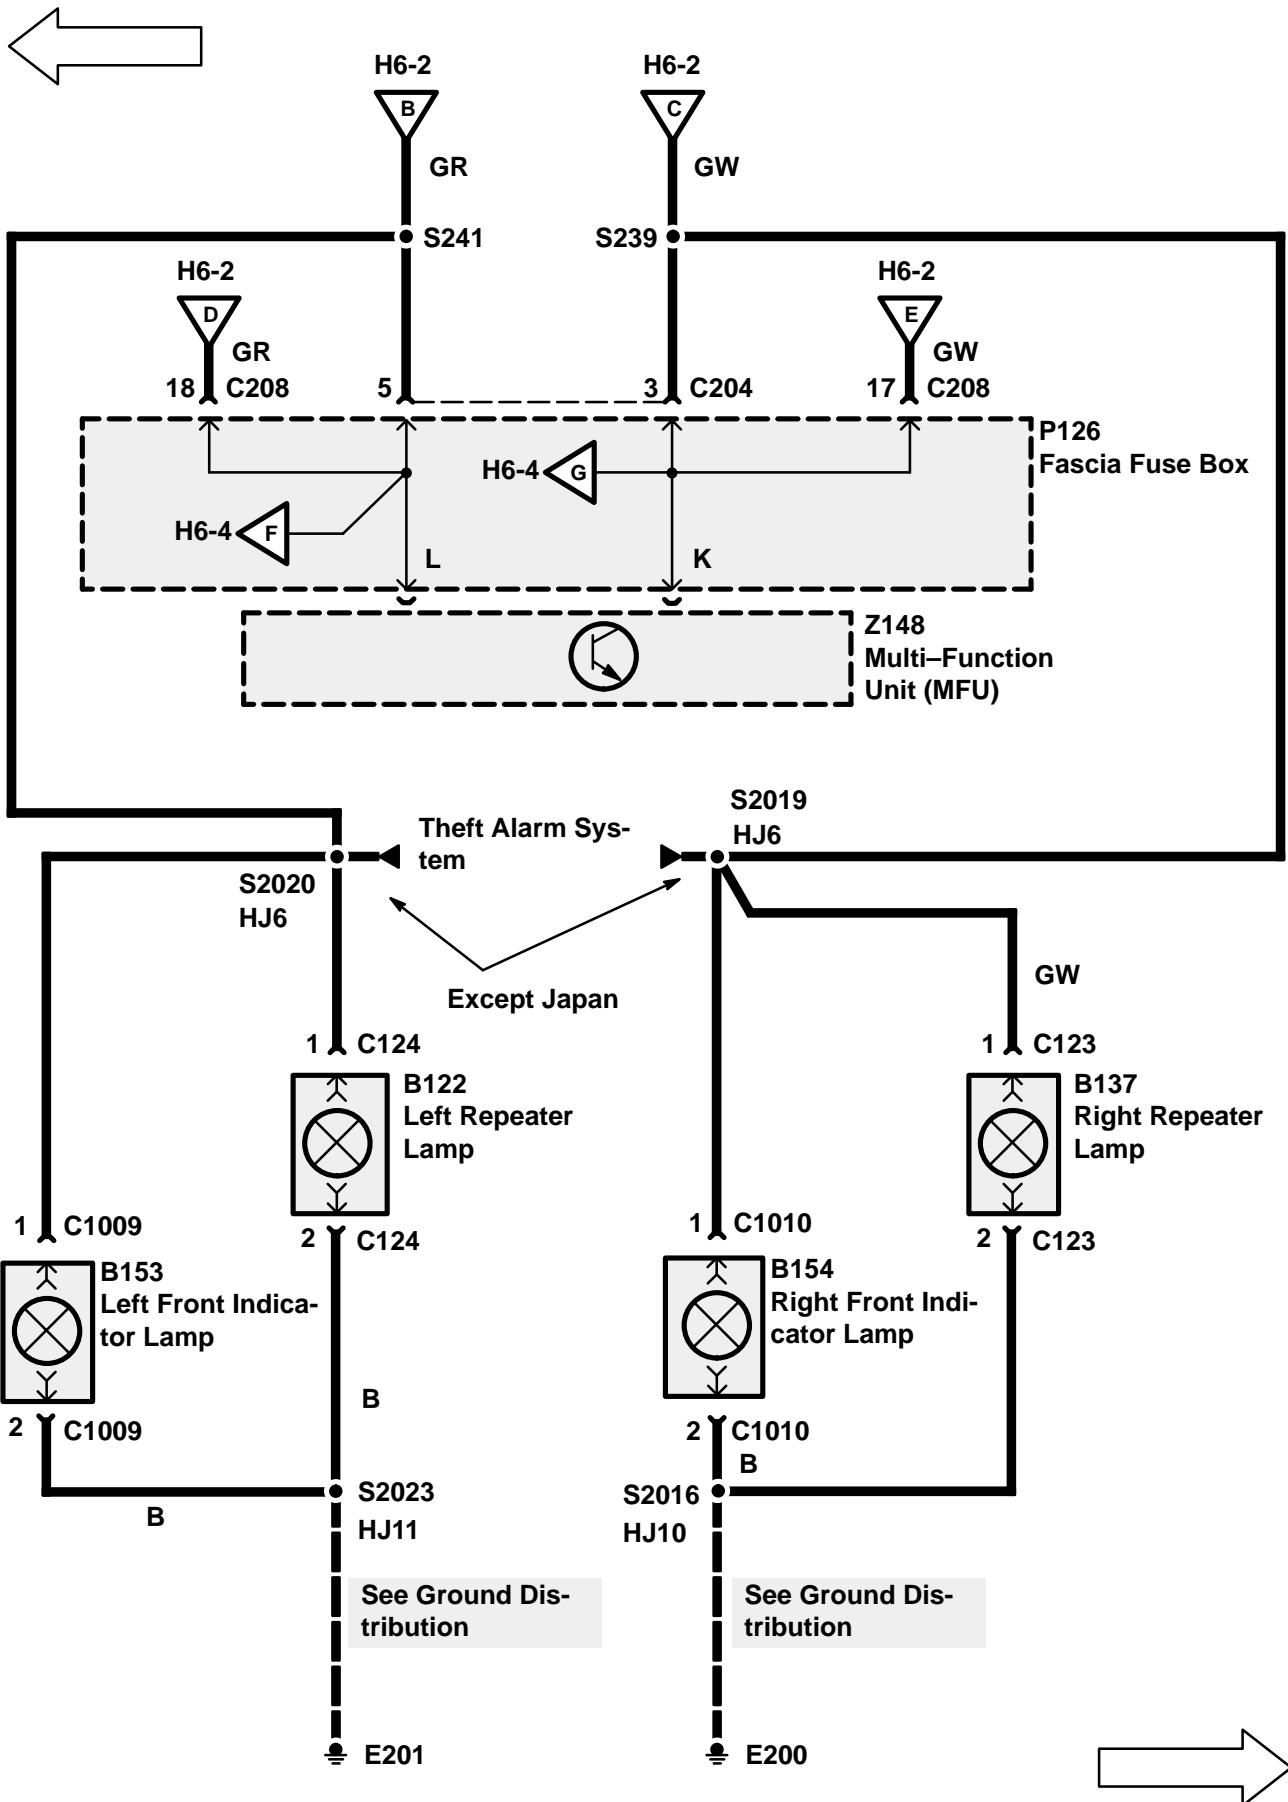 H6-2
H6-2
B
C
GR
GW
S241
S239
H6-2
H6-2
D
E
GR
GW
18 C208
5
3 C204
17 C208
P126
Fascia Fuse Box
H6-4 G
H6-4 F
L
K
Z148
Multi–Function
Unit (MFU)
S2019
HJ6
Theft Alarm Sys-
tem
S2020
HJ6
Except Japan
GW
1 C124
1 C123
B122
Left Repeater
Lamp
B137
Right Repeater
Lamp
1 C1009
2 C124
1 C1010
2 C123
B153
Left Front Indica-
tor Lamp
B154
Right Front Indi-
cator Lamp
B
2 C1009
2 C1010
B
B
S2023
HJ11
S2016
HJ10
See Ground Dis-
tribution
See Ground Dis-
tribution
E201
E200